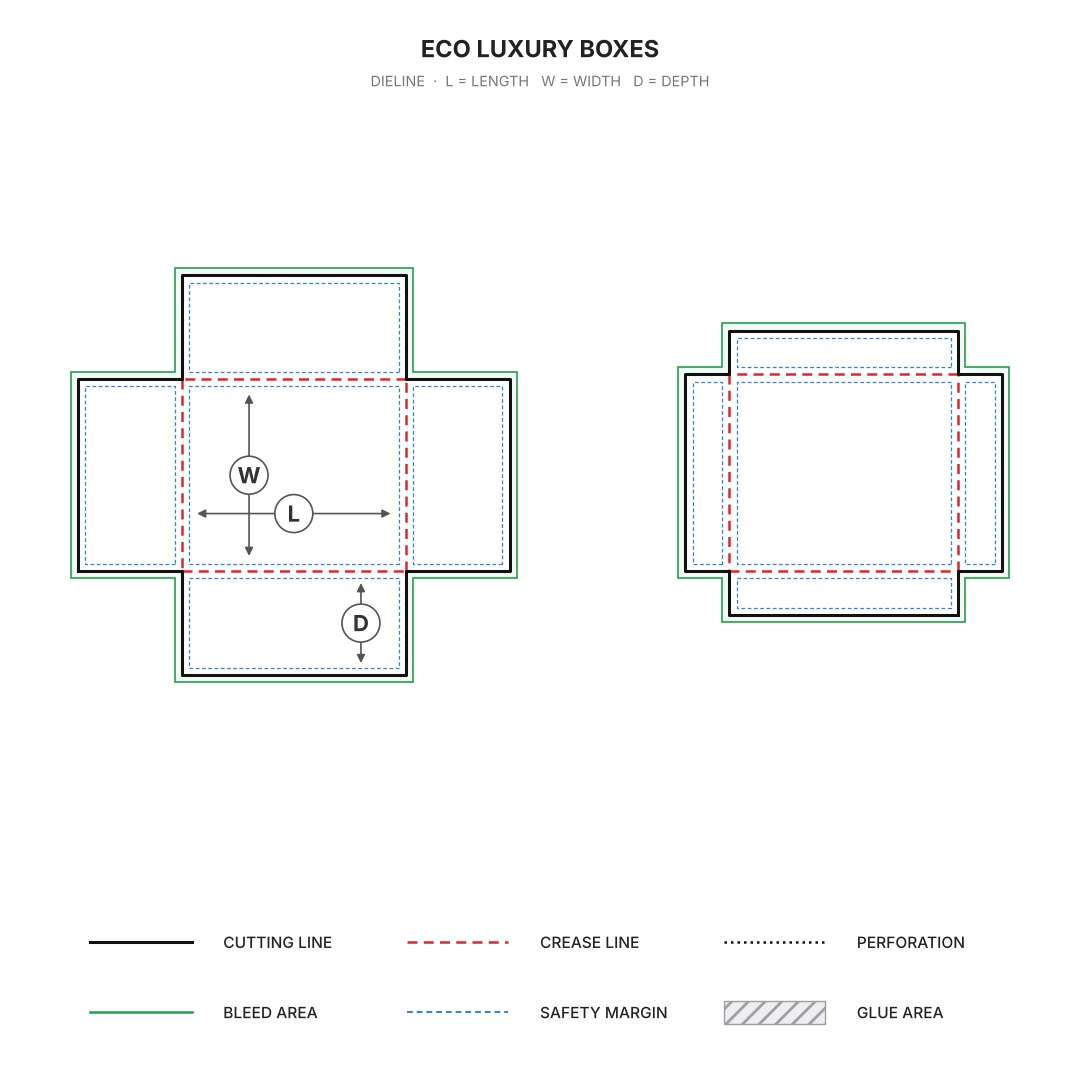 ECO LUXURY BOXES
DIELINE · L = LENGTH W = WIDTH D = DEPTH
W
L
D
CUTTING LINE
CREASE LINE
PERFORATION
BLEED AREA
SAFETY MARGIN
GLUE AREA